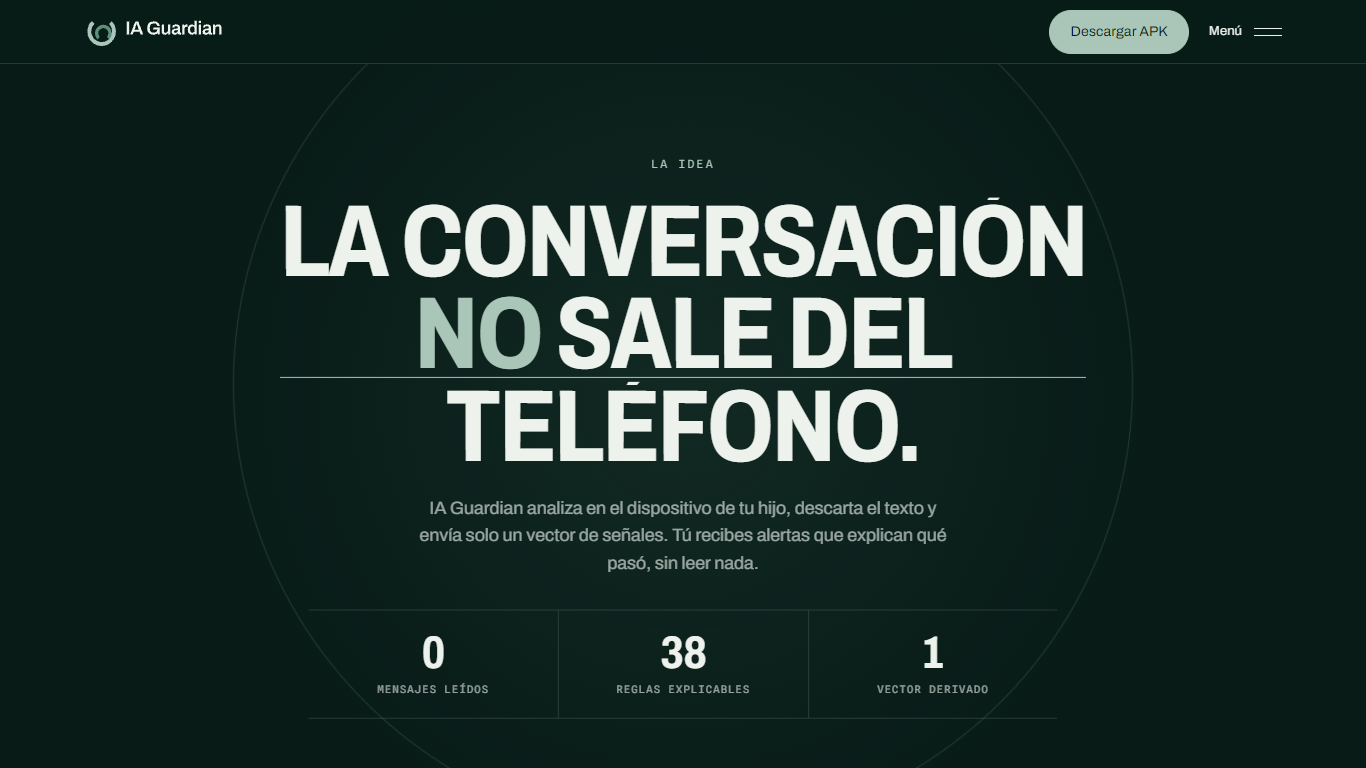 IA Guardian
Descargar APK
Menú
LA IDEA
LA CONVERSACIÓN
NO SALE DEL
TELÉFONO.
IA Guardian analiza en el dispositivo de tu hijo, descarta el texto y
envía solo un vector de señales. Tú recibes alertas que explican qué
pasó, sin leer nada.
0
MENSAJES LEÍDOS
38
REGLAS EXPLICABLES
1
VECTOR DERIVADO